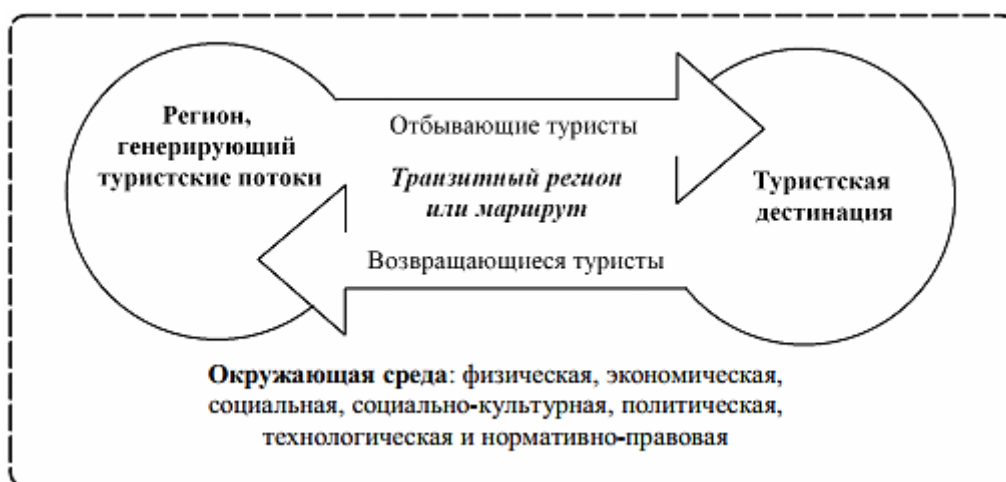 Регион,
генерирующий
туристские потоки
Отбывающие туристы
Транзитный регион
или маршрут
Возвращающиеся туристы
Туристская
дестинация
Окружающая среда: физическая, экономическая,
социальная, социально-культурная, политическая,
технологическая и нормативно-правовая